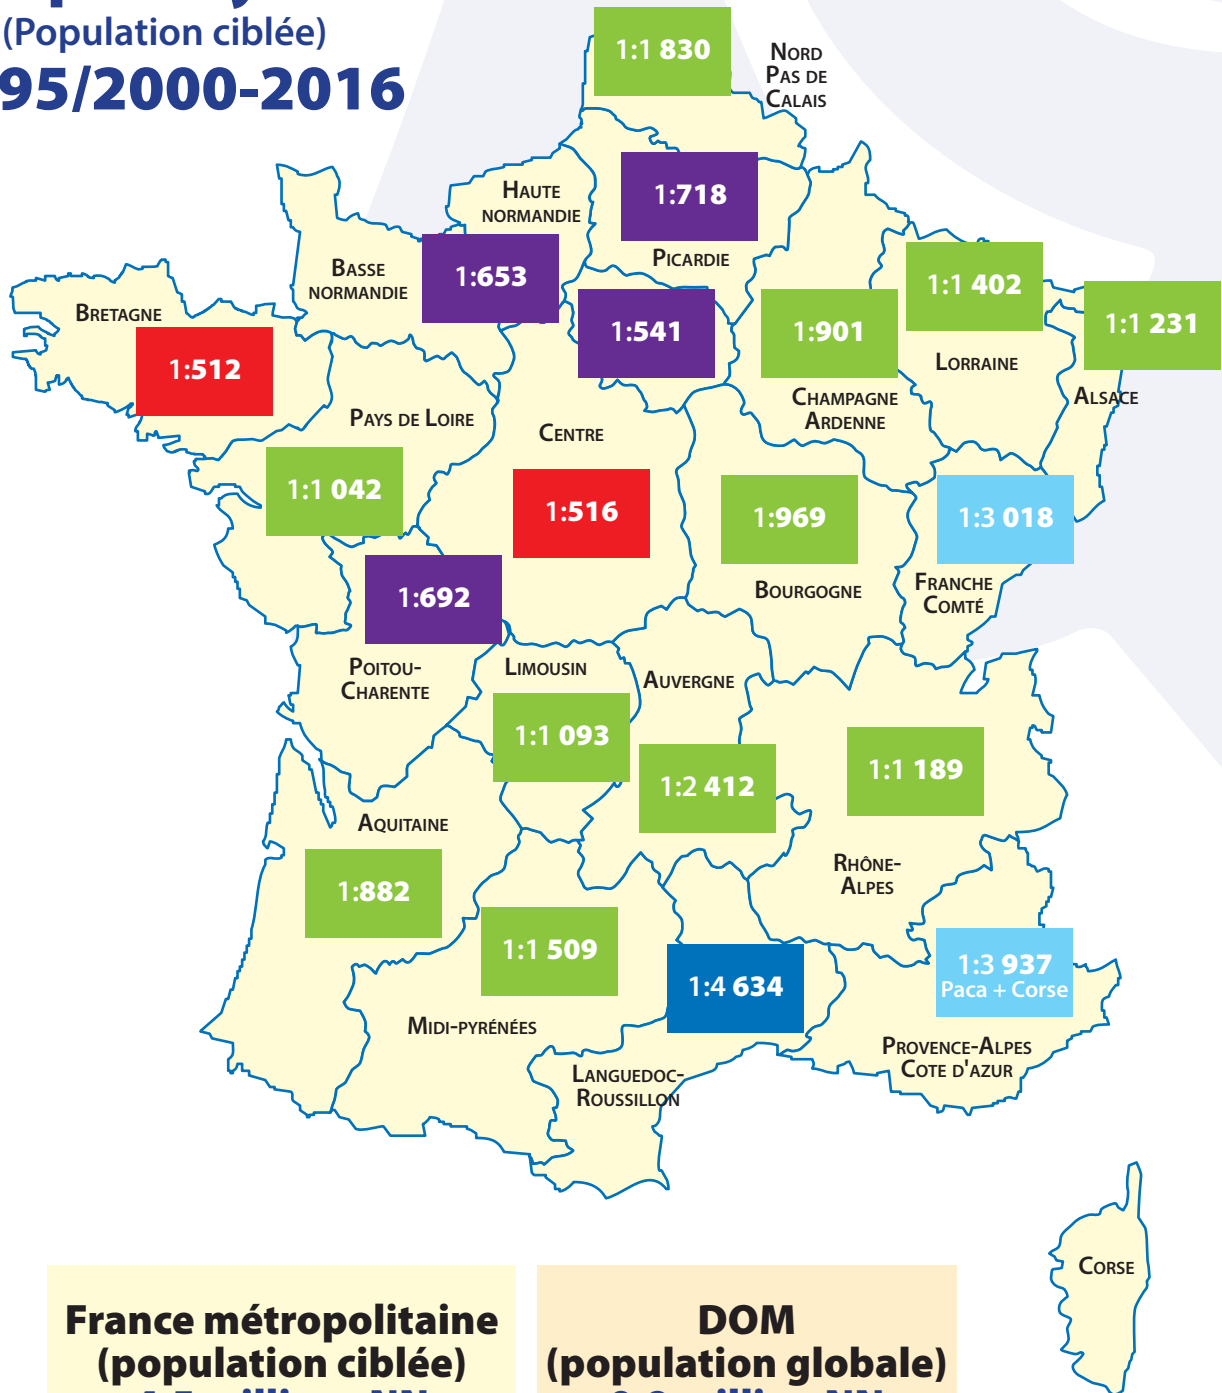 (Population ciblée)
95/2000-2016
1:1 830
NORD
PAS DE
CALAIS
1:718
PICARDIE
HAUTE
NORMANDIE
1:653
BASSE
NORMANDIE
1:541
BRETAGNE
1:512
1:901
CHAMPAGNE
ARDENNE
1:1 402
LORRAINE
1:1 231
ALSACE
PAYS DE LOIRE
1:1 042
CENTRE
1:516
1:969
BOURGOGNE
1:3 018
FRANCHE
COMTÉ
1:692
POITOU-
CHARENTE
LIMOUSIN
1:1 093
AUVERGNE
1:2 412
1:1 189
RHÔNE-
ALPES
AQUITAINE
1:882
1:1 509
MIDI-PYRÉNÉES
1:4 634
LANGUEDOC-
ROUSSILLON
1:3 937
Paca + Corse
PROVENCE-ALPES
COTE D'AZUR
CORSE
France métropolitaine
(population ciblée)
DOM
(population globale)